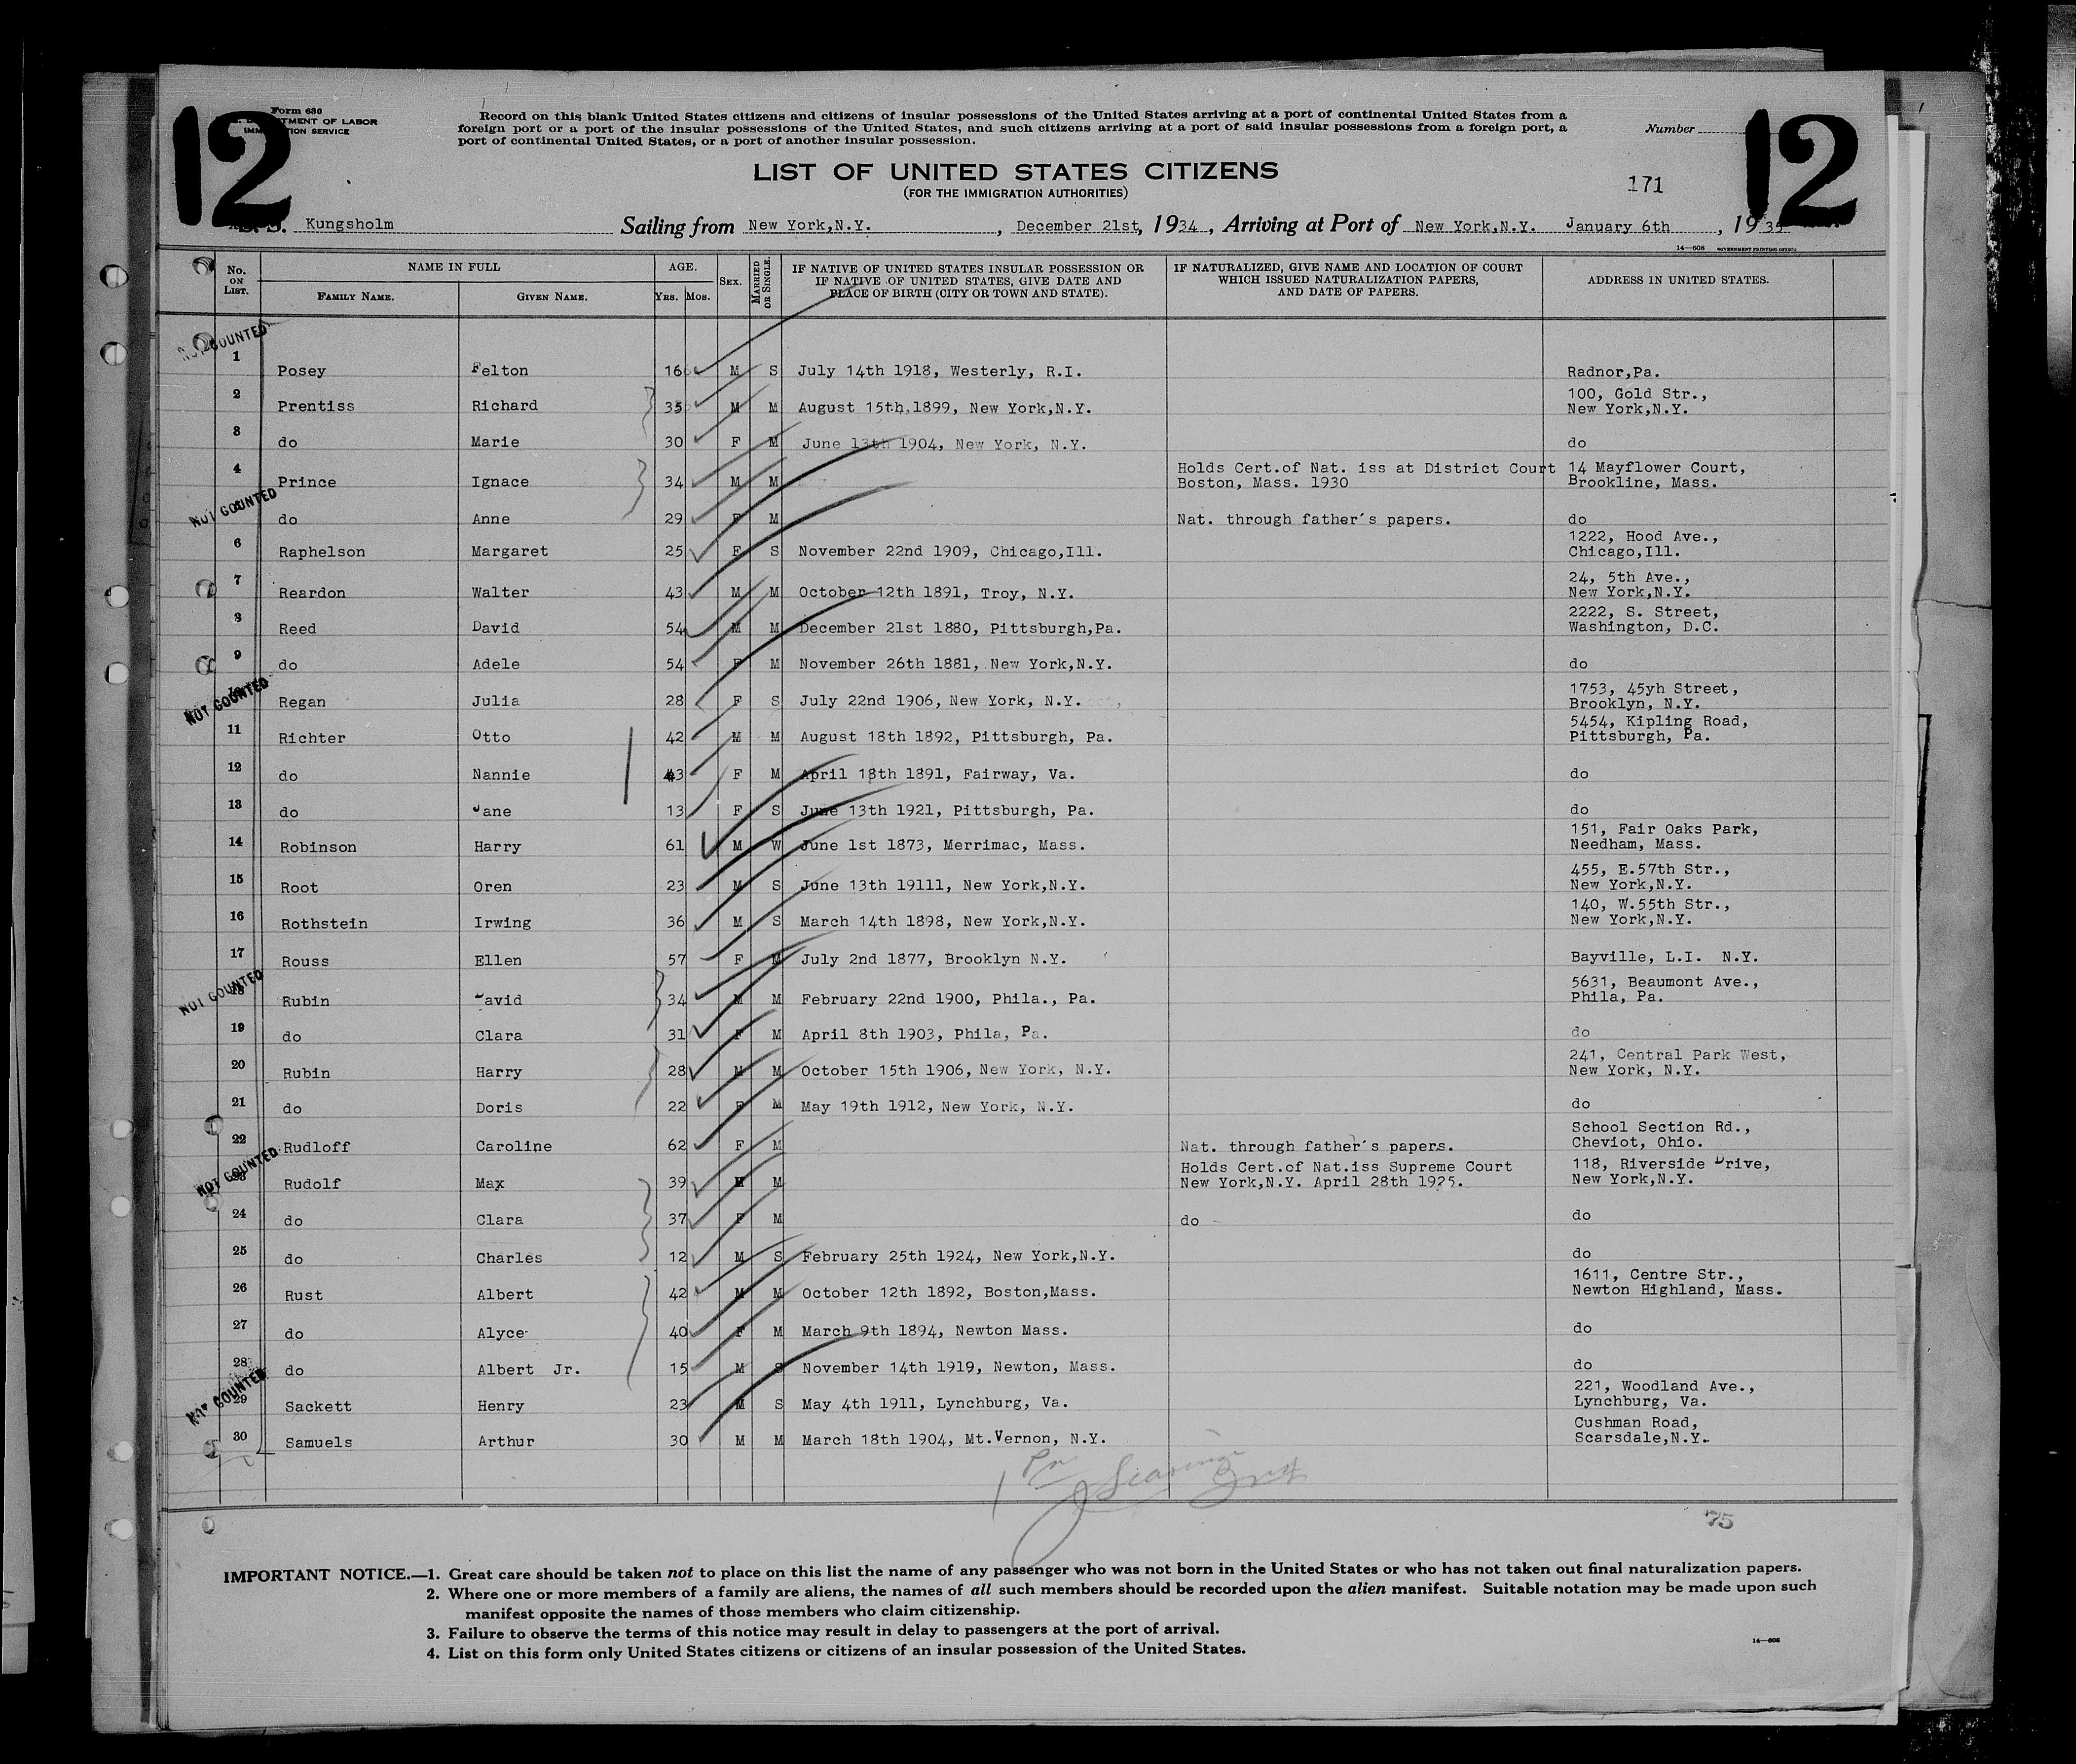 12
Form 630
TMENT OF LABOR
IMM TION SERVICE
Record on this blank United States citizens and citizens of insular possessions of the United States arriving at a port of continental United States from a
foreign port or a port of the insular possessions of the United States, and such citizens arriving at a port of said insular possessions from a foreign port, a
port of continental United States, or a port of another insular possession.
Number
12
LIST OF UNITED STATES CITIZENS
(FOR THE IMMIGRATION AUTHORITIES)
171
S. Kungsholm Sailing from New York,N.Y. , December 21st, 1934 , Arriving at Port of New York,N.Y. January 6th , 1935
14—608 GOVERNMENT PRINTING OFFICE
No. ON LIST. NAME IN FULL AGE. SEX. MARRIED OR SINGLE. IF NATIVE OF UNITED STATES INSULAR POSSESSION OR IF NATIVE OF UNITED STATES, GIVE DATE AND PLACE OF BIRTH (CITY OR TOWN AND STATE). IF NATURALIZED, GIVE NAME AND LOCATION OF COURT WHICH ISSUED NATURALIZATION PAPERS, AND DATE OF PAPERS. ADDRESS IN UNITED STATES.
FAMILY NAME. GIVEN NAME. YRS. MOS.
NOT COUNTED
1 Posey Felton 16 M S July 14th 1918, Westerly, R.I. Radnor,Pa.
2 Prentiss Richard 35 M M August 15th,1899, New York,N.Y. 100, Gold Str., New York,N.Y.
3 do Marie 30 F M June 13th 1904, New York, N.Y. do
4 Prince Ignace 34 M M Holds Cert.of Nat. iss at District Court Boston, Mass. 1930 14 Mayflower Court, Brookline, Mass.
NOT COUNTED
do Anne 29 F M Nat. through father's papers. do
6 Raphelson Margaret 25 F S November 22nd 1909, Chicago,Ill. 1222, Hood Ave., Chicago,Ill.
7 Reardon Walter 43 M M October 12th 1891, Troy, N.Y. 24, 5th Ave., New York,N.Y.
8 Reed David 54 M M December 21st 1880, Pittsburgh,Pa. 2222, S. Street, Washington, D.C.
9 do Adele 54 F M November 26th 1881, New York,N.Y. do
NOT COUNTED
Regan Julia 28 F S July 22nd 1906, New York, N.Y. 1753, 45yh Street, Brooklyn, N.Y.
11 Richter Otto 42 M M August 18th 1892, Pittsburgh, Pa. 5454, Kipling Road, Pittsburgh, Pa.
12 do Nannie 43 F M April 18th 1891, Fairway, Va. do
13 do Jane 13 F S June 13th 1921, Pittsburgh, Pa. do
14 Robinson Harry 61 M W June 1st 1873, Merrimac, Mass. 151, Fair Oaks Park, Needham, Mass.
15 Root Oren 23 M S June 13th 19111, New York,N.Y. 455, E.57th Str., New York,N.Y.
16 Rothstein Irwing 36 M S March 14th 1898, New York,N.Y. 140, W.55th Str., New York,N.Y.
17 Rouss Ellen 57 F M July 2nd 1877, Brooklyn N.Y. Bayville, L.I. N.Y.
NOT COUNTED
18 Rubin David 34 M M February 22nd 1900, Phila., Pa. 5631, Beaumont Ave., Phila, Pa.
19 do Clara 31 F M April 8th 1903, Phila, Pa. do
20 Rubin Harry 28 M M October 15th 1906, New York, N.Y. 241, Central Park West, New York, N.Y.
21 do Doris 22 F M May 19th 1912, New York, N.Y. do
22 Rudloff Caroline 62 F M Nat. through father's papers. School Section Rd., Cheviot, Ohio.
NOT COUNTED
23 Rudolf Max 39 M M Holds Cert.of Nat.iss Supreme Court New York,N.Y. April 28th 1925. 118, Riverside Drive, New York,N.Y.
24 do Clara 37 F M do do
25 do Charles 12 M S February 25th 1924, New York,N.Y. do
26 Rust Albert 42 M M October 12th 1892, Boston,Mass. 1611, Centre Str., Newton Highland, Mass.
27 do Alyce 40 F M March 9th 1894, Newton Mass. do
28 do Albert Jr. 15 M S November 14th 1919, Newton, Mass. do
NOT COUNTED
29 Sackett Henry 23 M S May 4th 1911, Lynchburg, Va. 221, Woodland Ave., Lynchburg, Va.
30 Samuels Arthur 30 M M March 18th 1904, Mt.Vernon, N.Y. Cushman Road, Scarsdale,N.Y.
75
IMPORTANT NOTICE.—1. Great care should be taken not to place on this list the name of any passenger who was not born in the United States or who has not taken out final naturalization papers.
2. Where one or more members of a family are aliens, the names of all such members should be recorded upon the alien manifest. Suitable notation may be made upon such
manifest opposite the names of those members who claim citizenship.
3. Failure to observe the terms of this notice may result in delay to passengers at the port of arrival.
4. List on this form only United States citizens or citizens of an insular possession of the United States.
14—608